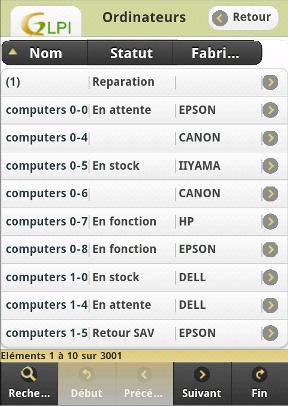 GLPI Ordinateurs Retour
Nom Statut Fabri...
(1) Reparation
computers 0-0 En attente EPSON
computers 0-4 CANON
computers 0-5 En stock IIYAMA
computers 0-6 CANON
computers 0-7 En fonction HP
computers 0-8 En fonction EPSON
computers 1-0 En stock DELL
computers 1-4 En attente DELL
computers 1-5 Retour SAV EPSON
Eléments 1 à 10 sur 3001
Reche... Début Précé... Suivant Fin